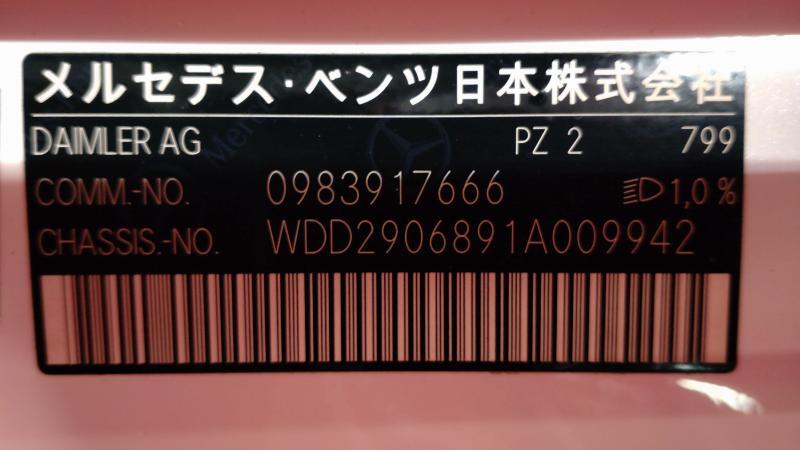 メルセデス・ベンツ日本株式会社
DAIMLER AG PZ 2 799
COMM.-NO. 0983917666 1,0 %
CHASSIS.-NO. WDD2906891A009942